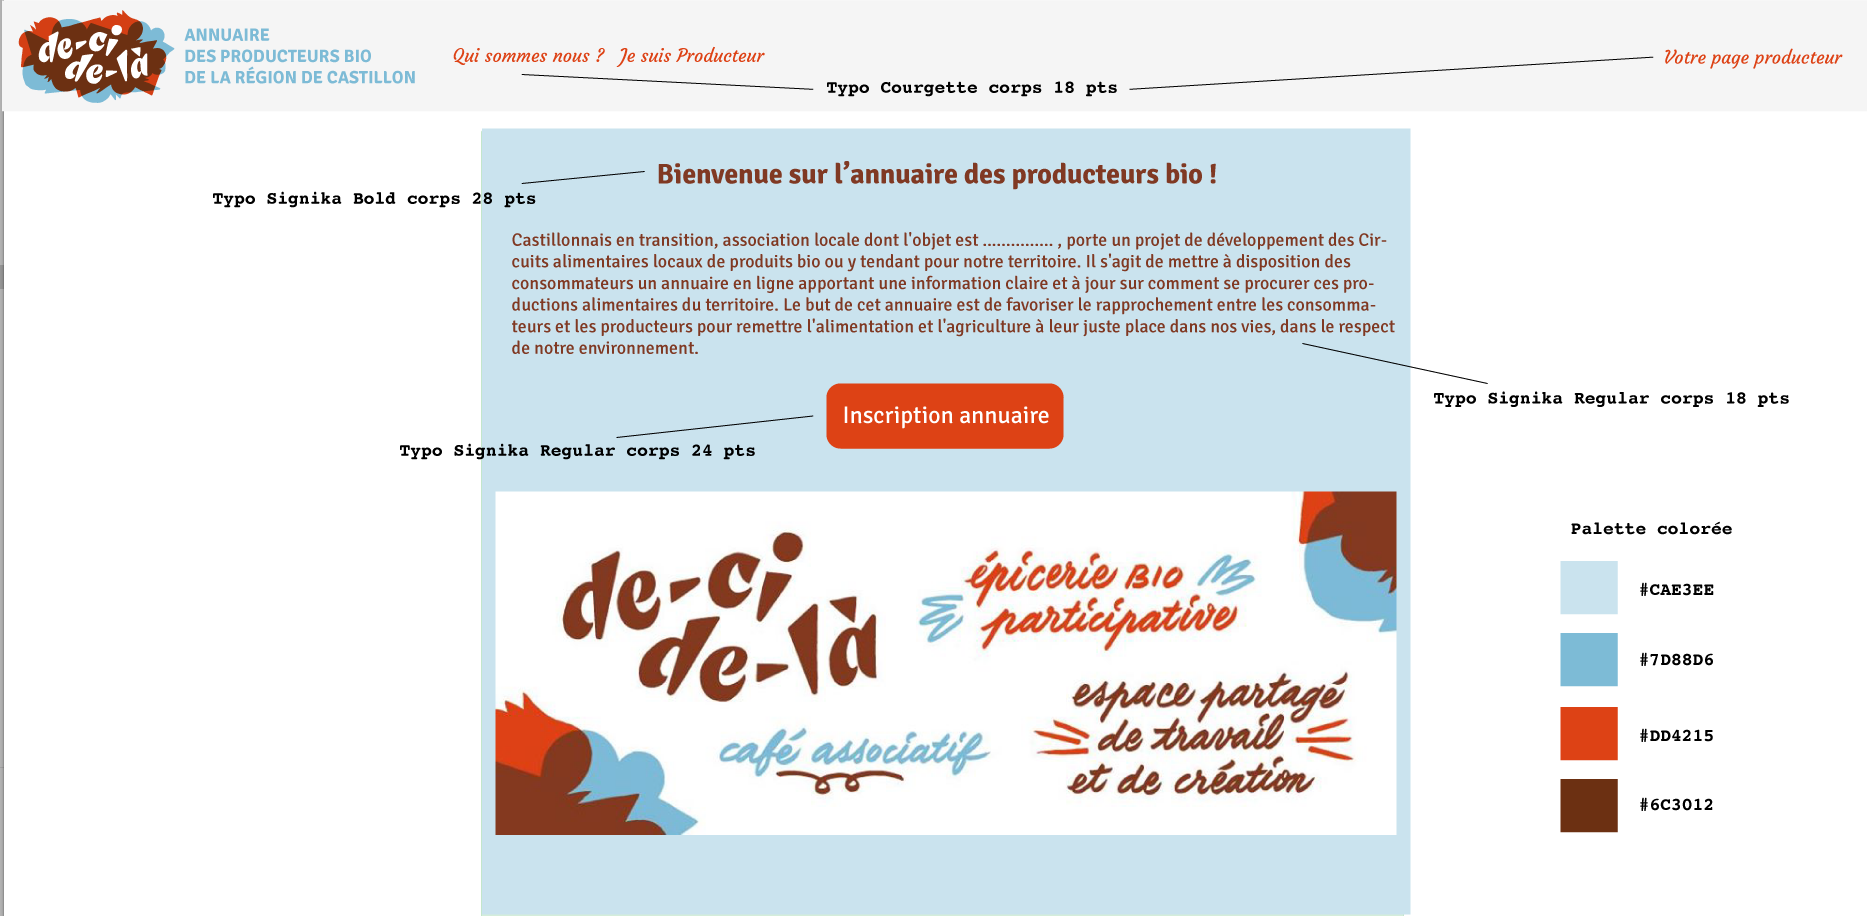 de-ci
de-là
ANNUAIRE
DES PRODUCTEURS BIO
DE LA RÉGION DE CASTILLON
Qui sommes nous ? Je suis Producteur
Votre page producteur
Typo Courgette corps 18 pts
Bienvenue sur l’annuaire des producteurs bio !
Typo Signika Bold corps 28 pts
Castillonnais en transition, association locale dont l'objet est ............... , porte un projet de développement des Cir-
cuits alimentaires locaux de produits bio ou y tendant pour notre territoire. Il s'agit de mettre à disposition des
consommateurs un annuaire en ligne apportant une information claire et à jour sur comment se procurer ces pro-
ductions alimentaires du territoire. Le but de cet annuaire est de favoriser le rapprochement entre les consomma-
teurs et les producteurs pour remettre l'alimentation et l'agriculture à leur juste place dans nos vies, dans le respect
de notre environnement.
Typo Signika Regular corps 18 pts
Inscription annuaire
Typo Signika Regular corps 24 pts
de-ci
de-là
épicerie BIO
participative
café associatif
espace partagé
de travail
et de création
Palette colorée
#CAE3EE
#7D88D6
#DD4215
#6C3012